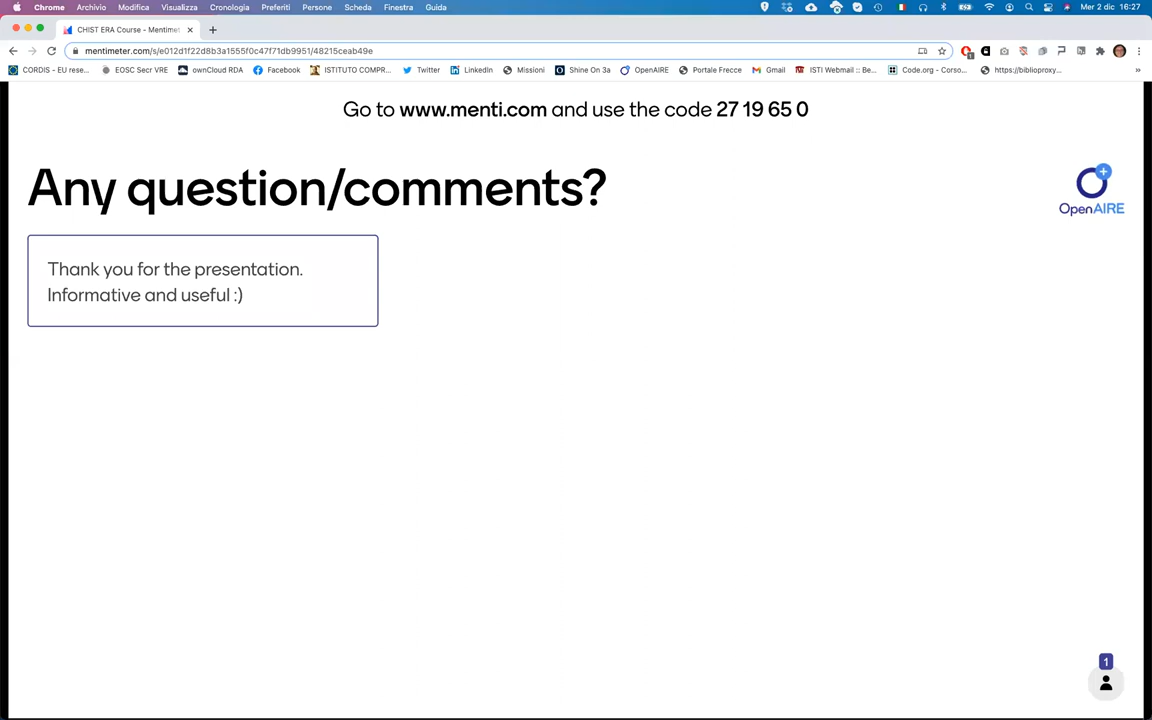 Chrome Archivio Modifica Visualizza Cronologia Preferiti Persone Scheda Finestra Guida Mer 2 dic 16:27
CHIST ERA Course - Mentimet
mentimeter.com/s/e012d1f22d8b3a1555f0c47f71db9951/48215ceab49e
CORDIS - EU rese... EOSC Secr VRE ownCloud RDA Facebook ISTITUTO COMPR... Twitter LinkedIn Missioni Shine On 3a OpenAIRE Portale Frecce Gmail ISTI Webmail :: Be... Code.org - Corso... https://biblioproxy... »
Go to www.menti.com and use the code 27 19 65 0
Any question/comments?
OpenAIRE
Thank you for the presentation.
Informative and useful :)
1